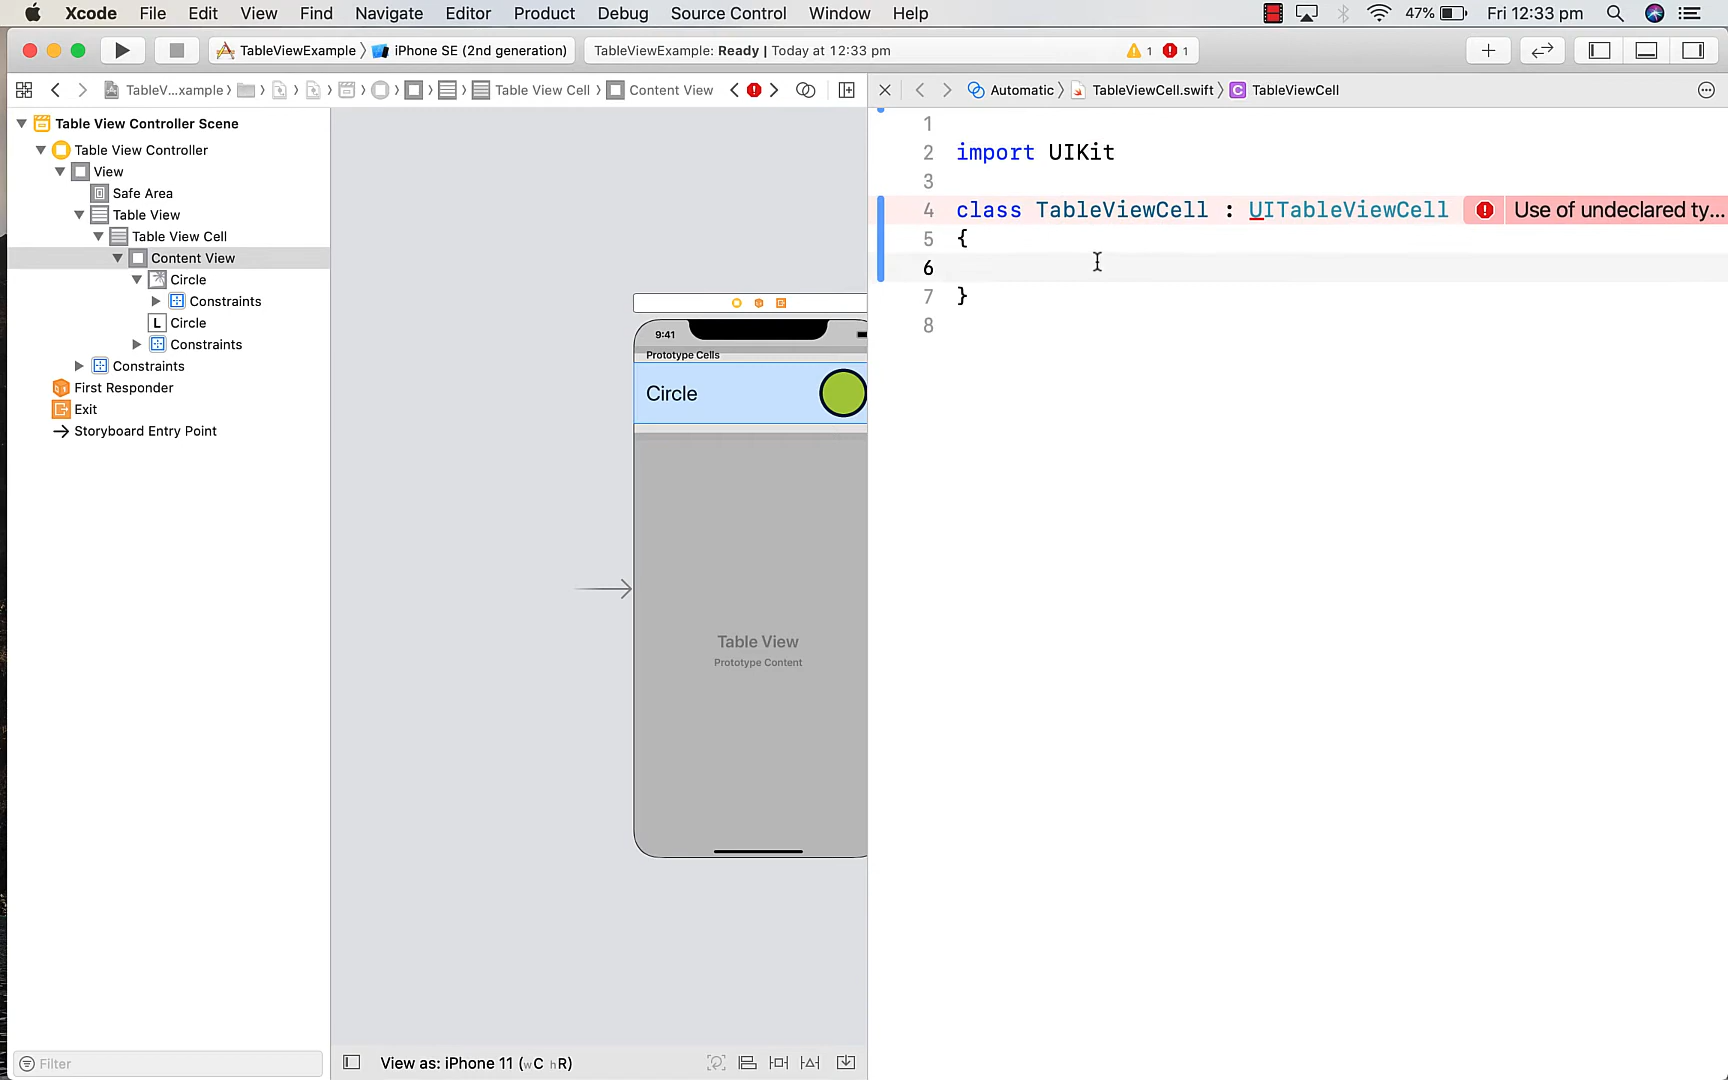 Xcode File Edit View Find Navigate Editor Product Debug Source Control Window Help 47% Fri 12:33 pm
TableViewExample iPhone SE (2nd generation) TableViewExample: Ready | Today at 12:33 pm 1 1
TableV...xample Table View Cell Content View Automatic TableViewCell.swift C TableViewCell
Table View Controller Scene
Table View Controller
View
Safe Area
Table View
Table View Cell
Content View
Circle
Constraints
L Circle
Constraints
Constraints
First Responder
Exit
Storyboard Entry Point
Filter
9:41
Prototype Cells
Circle
Table View
Prototype Content
View as: iPhone 11 (wC hR)
1
2 import UIKit
3
4 class TableViewCell : UITableViewCell Use of undeclared ty...
5 {
6
7 }
8